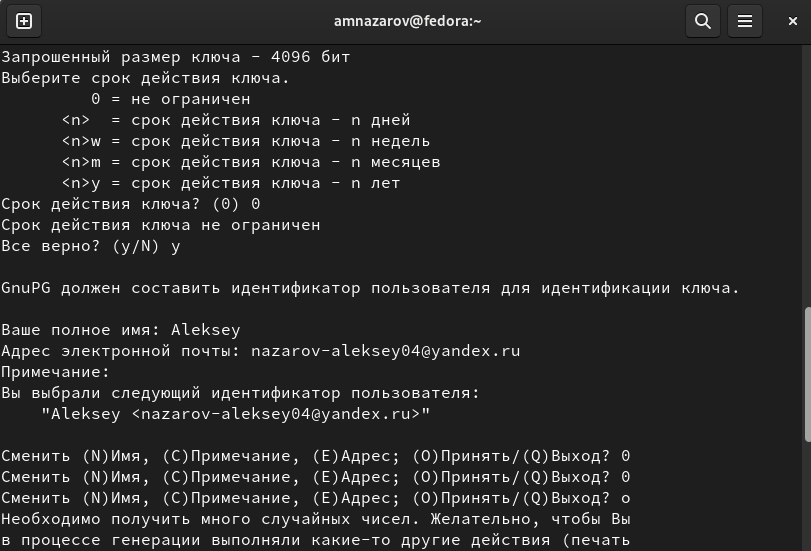 amnazarov@fedora:~
Запрошенный размер ключа - 4096 бит
Выберите срок действия ключа.
         0 = не ограничен
      <n>  = срок действия ключа - n дней
      <n>w = срок действия ключа - n недель
      <n>m = срок действия ключа - n месяцев
      <n>y = срок действия ключа - n лет
Срок действия ключа? (0) 0
Срок действия ключа не ограничен
Все верно? (y/N) y
GnuPG должен составить идентификатор пользователя для идентификации ключа.
Ваше полное имя: Aleksey
Адрес электронной почты: nazarov-aleksey04@yandex.ru
Примечание:
Вы выбрали следующий идентификатор пользователя:
    "Aleksey <nazarov-aleksey04@yandex.ru>"
Сменить (N)Имя, (C)Примечание, (E)Адрес; (O)Принять/(Q)Выход? 0
Сменить (N)Имя, (C)Примечание, (E)Адрес; (O)Принять/(Q)Выход? 0
Сменить (N)Имя, (C)Примечание, (E)Адрес; (O)Принять/(Q)Выход? o
Необходимо получить много случайных чисел. Желательно, чтобы Вы
в процессе генерации выполняли какие-то другие действия (печать